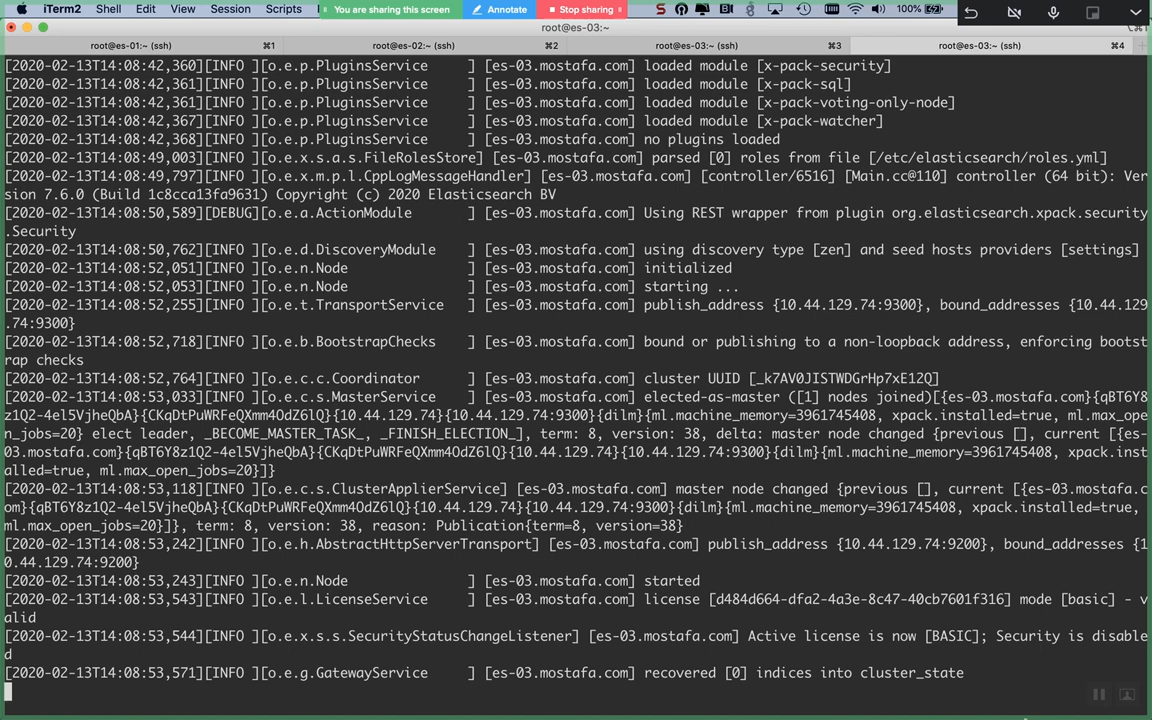 iTerm2 Shell Edit View Session Scripts You are sharing this screen Annotate Stop sharing 100%
root@es-03:~
root@es-01:~ (ssh) ⌘1 root@es-02:~ (ssh) ⌘2 root@es-03:~ (ssh) ⌘3 root@es-03:~ (ssh) ⌘4
[2020-02-13T14:08:42,360][INFO ][o.e.p.PluginsService     ] [es-03.mostafa.com] loaded module [x-pack-security]
[2020-02-13T14:08:42,361][INFO ][o.e.p.PluginsService     ] [es-03.mostafa.com] loaded module [x-pack-sql]
[2020-02-13T14:08:42,361][INFO ][o.e.p.PluginsService     ] [es-03.mostafa.com] loaded module [x-pack-voting-only-node]
[2020-02-13T14:08:42,367][INFO ][o.e.p.PluginsService     ] [es-03.mostafa.com] loaded module [x-pack-watcher]
[2020-02-13T14:08:42,368][INFO ][o.e.p.PluginsService     ] [es-03.mostafa.com] no plugins loaded
[2020-02-13T14:08:49,003][INFO ][o.e.x.s.a.s.FileRolesStore] [es-03.mostafa.com] parsed [0] roles from file [/etc/elasticsearch/roles.yml]
[2020-02-13T14:08:49,797][INFO ][o.e.x.m.p.l.CppLogMessageHandler] [es-03.mostafa.com] [controller/6516] [Main.cc@110] controller (64 bit): Ver
sion 7.6.0 (Build 1c8cca13fa9631) Copyright (c) 2020 Elasticsearch BV
[2020-02-13T14:08:50,589][DEBUG][o.e.a.ActionModule       ] [es-03.mostafa.com] Using REST wrapper from plugin org.elasticsearch.xpack.security
.Security
[2020-02-13T14:08:50,762][INFO ][o.e.d.DiscoveryModule    ] [es-03.mostafa.com] using discovery type [zen] and seed hosts providers [settings]
[2020-02-13T14:08:52,051][INFO ][o.e.n.Node               ] [es-03.mostafa.com] initialized
[2020-02-13T14:08:52,053][INFO ][o.e.n.Node               ] [es-03.mostafa.com] starting ...
[2020-02-13T14:08:52,255][INFO ][o.e.t.TransportService   ] [es-03.mostafa.com] publish_address {10.44.129.74:9300}, bound_addresses {10.44.129
.74:9300}
[2020-02-13T14:08:52,718][INFO ][o.e.b.BootstrapChecks    ] [es-03.mostafa.com] bound or publishing to a non-loopback address, enforcing bootst
rap checks
[2020-02-13T14:08:52,764][INFO ][o.e.c.c.Coordinator      ] [es-03.mostafa.com] cluster UUID [_k7AV0JISTWDGrHp7xE12Q]
[2020-02-13T14:08:53,033][INFO ][o.e.c.s.MasterService    ] [es-03.mostafa.com] elected-as-master ([1] nodes joined)[{es-03.mostafa.com}{qBT6Y8
z1Q2-4el5VjheQbA}{CKqDtPuWRFeQXmm4OdZ6lQ}{10.44.129.74}{10.44.129.74:9300}{dilm}{ml.machine_memory=3961745408, xpack.installed=true, ml.max_ope
n_jobs=20} elect leader, _BECOME_MASTER_TASK_, _FINISH_ELECTION_], term: 8, version: 38, delta: master node changed {previous [], current [{es-
03.mostafa.com}{qBT6Y8z1Q2-4el5VjheQbA}{CKqDtPuWRFeQXmm4OdZ6lQ}{10.44.129.74}{10.44.129.74:9300}{dilm}{ml.machine_memory=3961745408, xpack.inst
alled=true, ml.max_open_jobs=20}]}
[2020-02-13T14:08:53,118][INFO ][o.e.c.s.ClusterApplierService] [es-03.mostafa.com] master node changed {previous [], current [{es-03.mostafa.c
om}{qBT6Y8z1Q2-4el5VjheQbA}{CKqDtPuWRFeQXmm4OdZ6lQ}{10.44.129.74}{10.44.129.74:9300}{dilm}{ml.machine_memory=3961745408, xpack.installed=true,
ml.max_open_jobs=20}]}, term: 8, version: 38, reason: Publication{term=8, version=38}
[2020-02-13T14:08:53,242][INFO ][o.e.h.AbstractHttpServerTransport] [es-03.mostafa.com] publish_address {10.44.129.74:9200}, bound_addresses {1
0.44.129.74:9200}
[2020-02-13T14:08:53,243][INFO ][o.e.n.Node               ] [es-03.mostafa.com] started
[2020-02-13T14:08:53,543][INFO ][o.e.l.LicenseService     ] [es-03.mostafa.com] license [d484d664-dfa2-4a3e-8c47-40cb7601f316] mode [basic] - v
alid
[2020-02-13T14:08:53,544][INFO ][o.e.x.s.s.SecurityStatusChangeListener] [es-03.mostafa.com] Active license is now [BASIC]; Security is disable
d
[2020-02-13T14:08:53,571][INFO ][o.e.g.GatewayService     ] [es-03.mostafa.com] recovered [0] indices into cluster_state